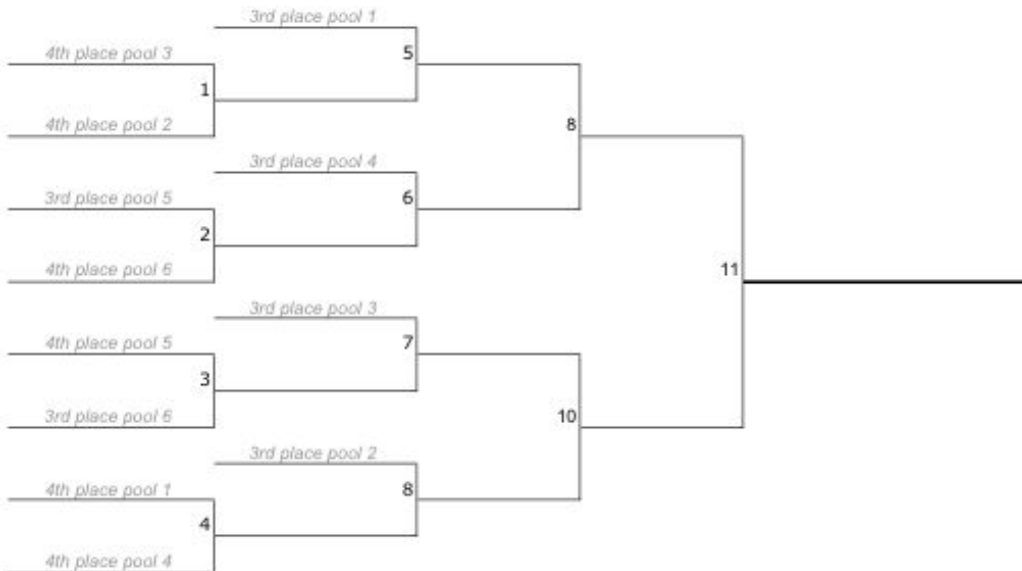 3rd place pool 1
4th place pool 3
5
1
4th place pool 2
8
3rd place pool 4
3rd place pool 5
6
2
4th place pool 6
11
3rd place pool 3
4th place pool 5
7
3
3rd place pool 6
10
3rd place pool 2
4th place pool 1
8
4
4th place pool 4